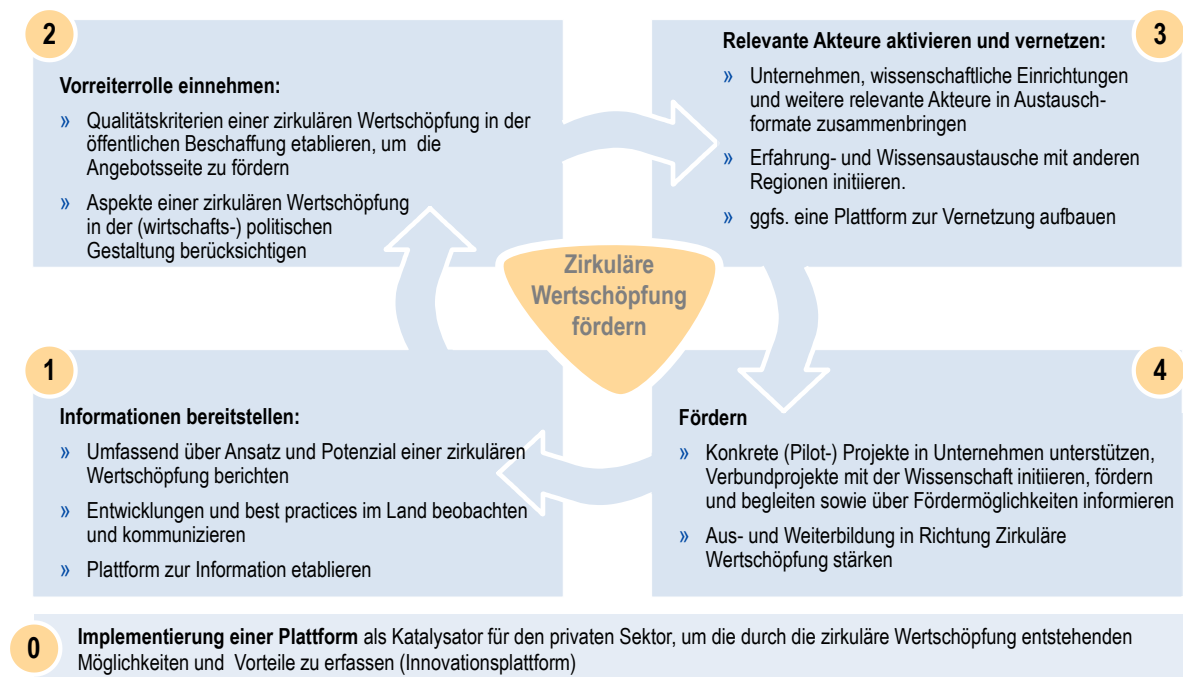 2
Vorreiterrolle einnehmen:
» Qualitätskriterien einer zirkulären Wertschöpfung in der
öffentlichen Beschaffung etablieren, um die
Angebotsseite zu fördern
» Aspekte einer zirkulären Wertschöpfung
in der (wirtschafts-) politischen
Gestaltung berücksichtigen
3
Relevante Akteure aktivieren und vernetzen:
» Unternehmen, wissenschaftliche Einrichtungen
und weitere relevante Akteure in Austausch-
formate zusammenbringen
» Erfahrung- und Wissensaustausche mit anderen
Regionen initiieren.
» ggfs. eine Plattform zur Vernetzung aufbauen
Zirkuläre
Wertschöpfung
fördern
1
Informationen bereitstellen:
» Umfassend über Ansatz und Potenzial einer zirkulären
Wertschöpfung berichten
» Entwicklungen und best practices im Land beobachten
und kommunizieren
» Plattform zur Information etablieren
4
Fördern
» Konkrete (Pilot-) Projekte in Unternehmen unterstützen,
Verbundprojekte mit der Wissenschaft initiieren, fördern
und begleiten sowie über Fördermöglichkeiten informieren
» Aus- und Weiterbildung in Richtung Zirkuläre
Wertschöpfung stärken
0
Implementierung einer Plattform als Katalysator für den privaten Sektor, um die durch die zirkuläre Wertschöpfung entstehenden
Möglichkeiten und Vorteile zu erfassen (Innovationsplattform)